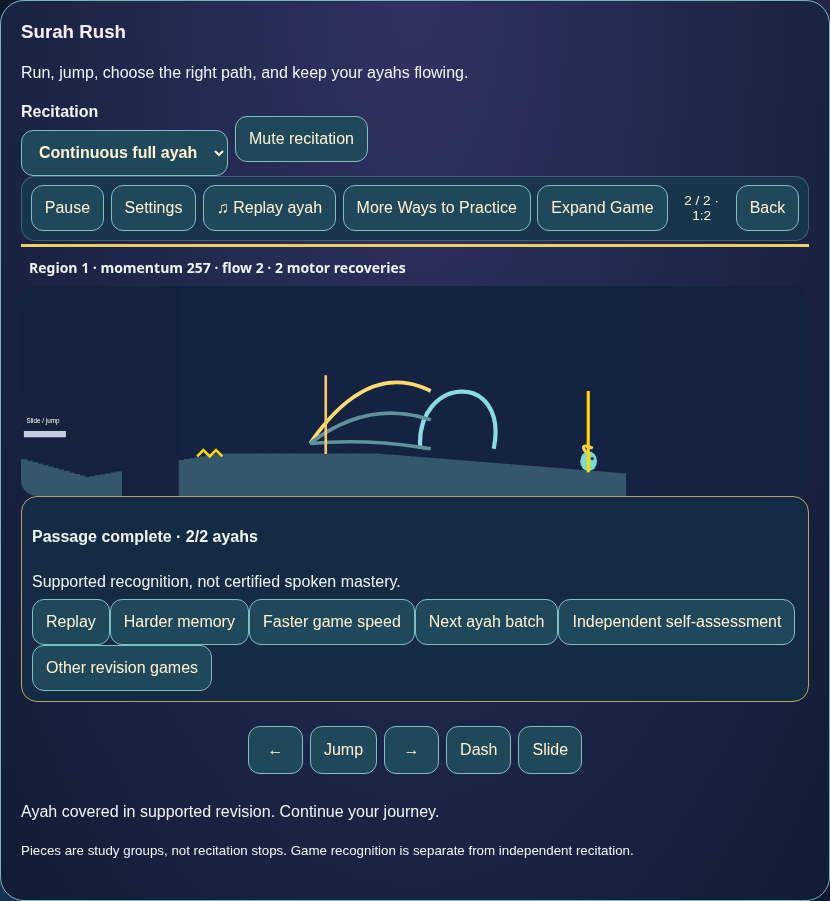 Surah Rush
Run, jump, choose the right path, and keep your ayahs flowing.
Recitation
Continuous full ayah
Mute recitation
Pause
Settings
♫ Replay ayah
More Ways to Practice
Expand Game
2 / 2 ·
1:2
Back
Region 1 · momentum 257 · flow 2 · 2 motor recoveries
Slide / jump
Passage complete · 2/2 ayahs
Supported recognition, not certified spoken mastery.
Replay
Harder memory
Faster game speed
Next ayah batch
Independent self-assessment
Other revision games
←
Jump
→
Dash
Slide
Ayah covered in supported revision. Continue your journey.
Pieces are study groups, not recitation stops. Game recognition is separate from independent recitation.